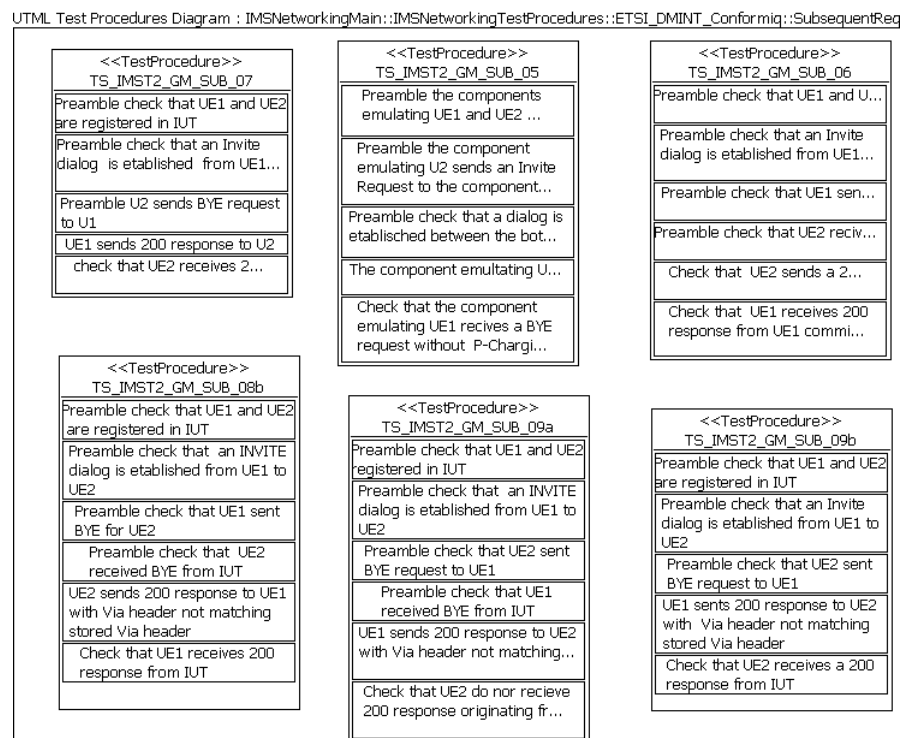 UTML Test Procedures Diagram : IMSNetworkingMain::IMSNetworkingTestProcedures::ETSI_DMINT_Conformiq::SubsequentReq
<<TestProcedure>>
TS_IMST2_GM_SUB_07
Preamble check that UE1 and UE2
are registered in IUT
Preamble check that an Invite
dialog is etablished from UE1...
Preamble U2 sends BYE request
to U1
UE1 sends 200 response to U2
check that UE2 receives 2...
<<TestProcedure>>
TS_IMST2_GM_SUB_05
Preamble the components
emulating UE1 and UE2 ...
Preamble the component
emulating U2 sends an Invite
Request to the component...
Preamble check that a dialog is
etablisched between the bot...
The component emultating U...
Check that the component
emulating UE1 recives a BYE
request without P-Chargi...
<<TestProcedure>>
TS_IMST2_GM_SUB_06
Preamble check that UE1 and U...
Preamble check that an Invite
dialog is etablished from UE1...
Preamble check that UE1 sen...
Preamble check that UE2 reciv...
Check that UE2 sends a 2...
Check that UE1 receives 200
response from UE1 commi...
<<TestProcedure>>
TS_IMST2_GM_SUB_08b
Preamble check that UE1 and UE2
are registered in IUT
Preamble check that an INVITE
dialog is etablished from UE1 to
UE2
Preamble check that UE1 sent
BYE for UE2
Preamble check that UE2
received BYE from IUT
UE2 sends 200 response to UE1
with Via header not matching
stored Via header
Check that UE1 receives 200
response from IUT
<<TestProcedure>>
TS_IMST2_GM_SUB_09a
Preamble check that UE1 and UE2
registered in IUT
Preamble check that an INVITE
dialog is etablished from UE1 to
UE2
Preamble check that UE2 sent
BYE request to UE1
Preamble check that UE1
received BYE from IUT
UE1 sends 200 response to UE2
with Via header not matching...
Check that UE2 do nor recieve
200 response originating fr...
<<TestProcedure>>
TS_IMST2_GM_SUB_09b
Preamble check that UE1 and UE2
are registered in IUT
Preamble check that an Invite
dialog is etablished from UE1 to
UE2
Preamble check that UE2 sent
BYE request to UE1
UE1 sents 200 response to UE2
with Via header not matching
stored Via header
Check that UE2 receives a 200
response from IUT